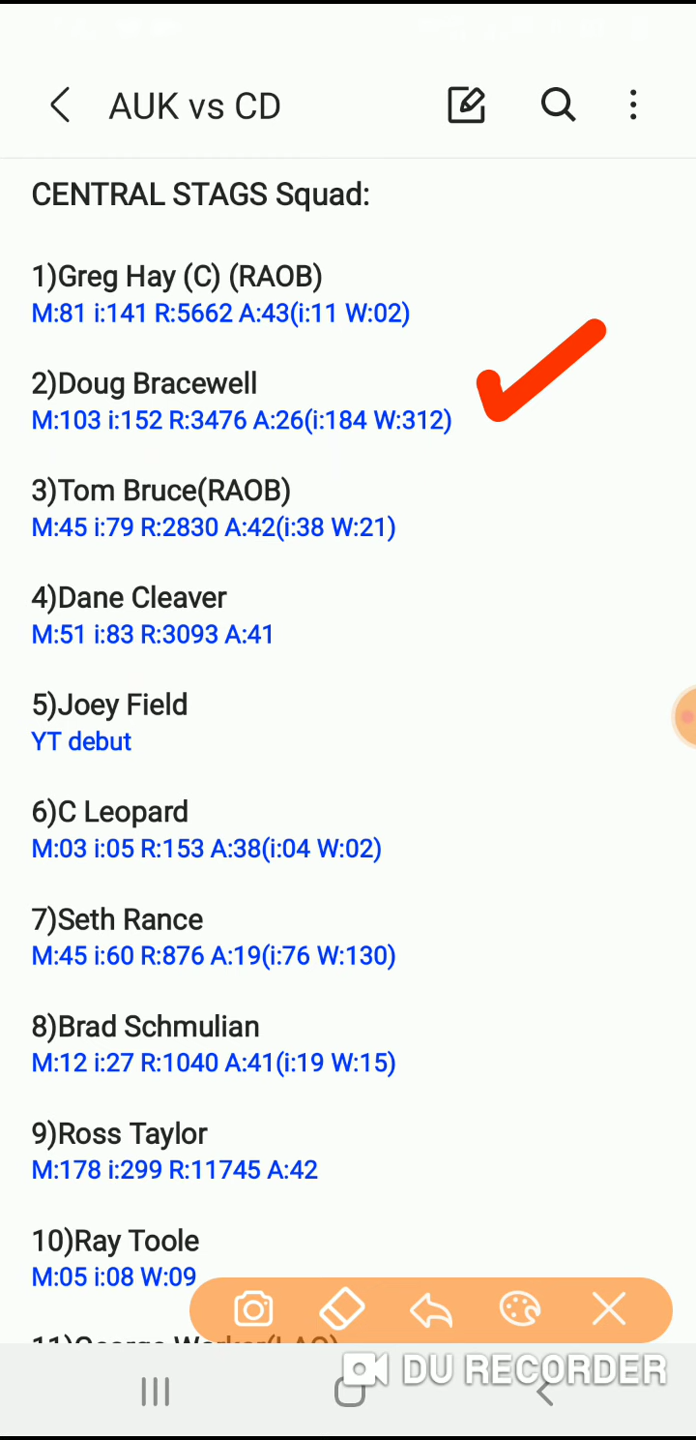 AUK vs CD
CENTRAL STAGS Squad:
1)Greg Hay (C) (RAOB)
M:81 i:141 R:5662 A:43(i:11 W:02)
2)Doug Bracewell
M:103 i:152 R:3476 A:26(i:184 W:312)
3)Tom Bruce(RAOB)
M:45 i:79 R:2830 A:42(i:38 W:21)
4)Dane Cleaver
M:51 i:83 R:3093 A:41
5)Joey Field
YT debut
6)C Leopard
M:03 i:05 R:153 A:38(i:04 W:02)
7)Seth Rance
M:45 i:60 R:876 A:19(i:76 W:130)
8)Brad Schmulian
M:12 i:27 R:1040 A:41(i:19 W:15)
9)Ross Taylor
M:178 i:299 R:11745 A:42
10)Ray Toole
M:05 i:08 W:09
DU RECORDER